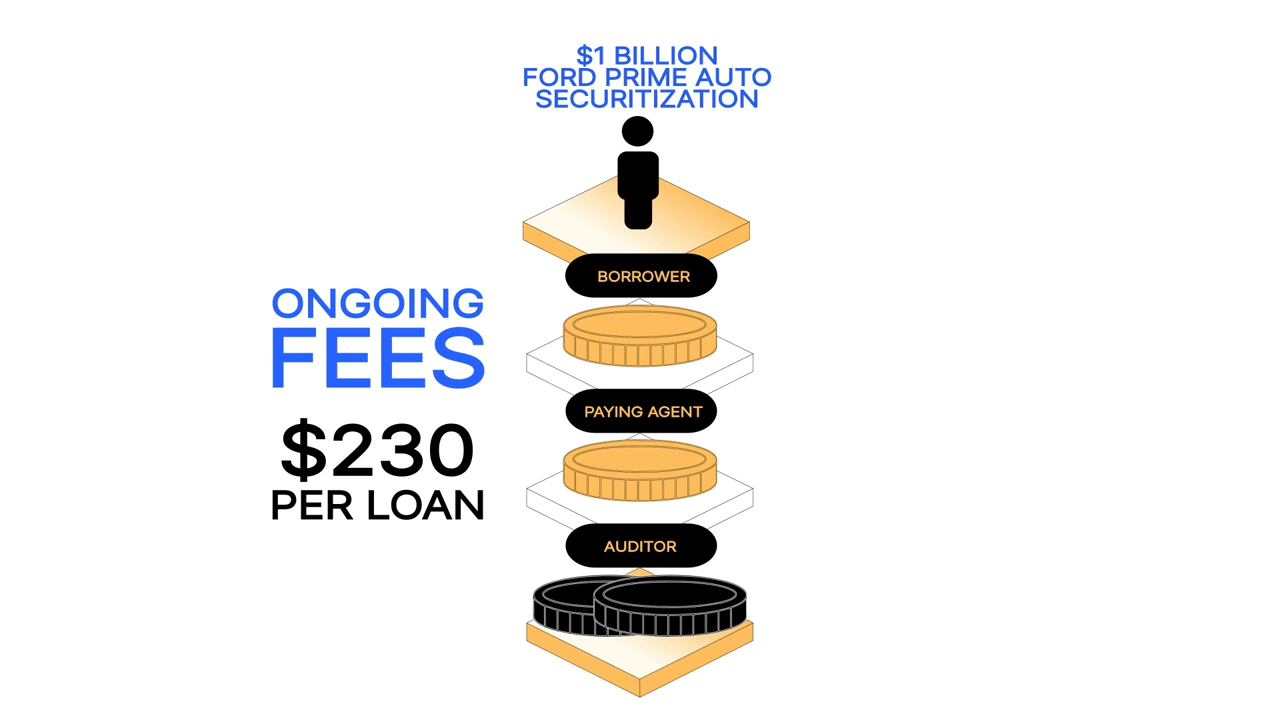 $1 BILLION
FORD PRIME AUTO
SECURITIZATION
BORROWER
ONGOING
FEES
$230
PER LOAN
PAYING AGENT
AUDITOR